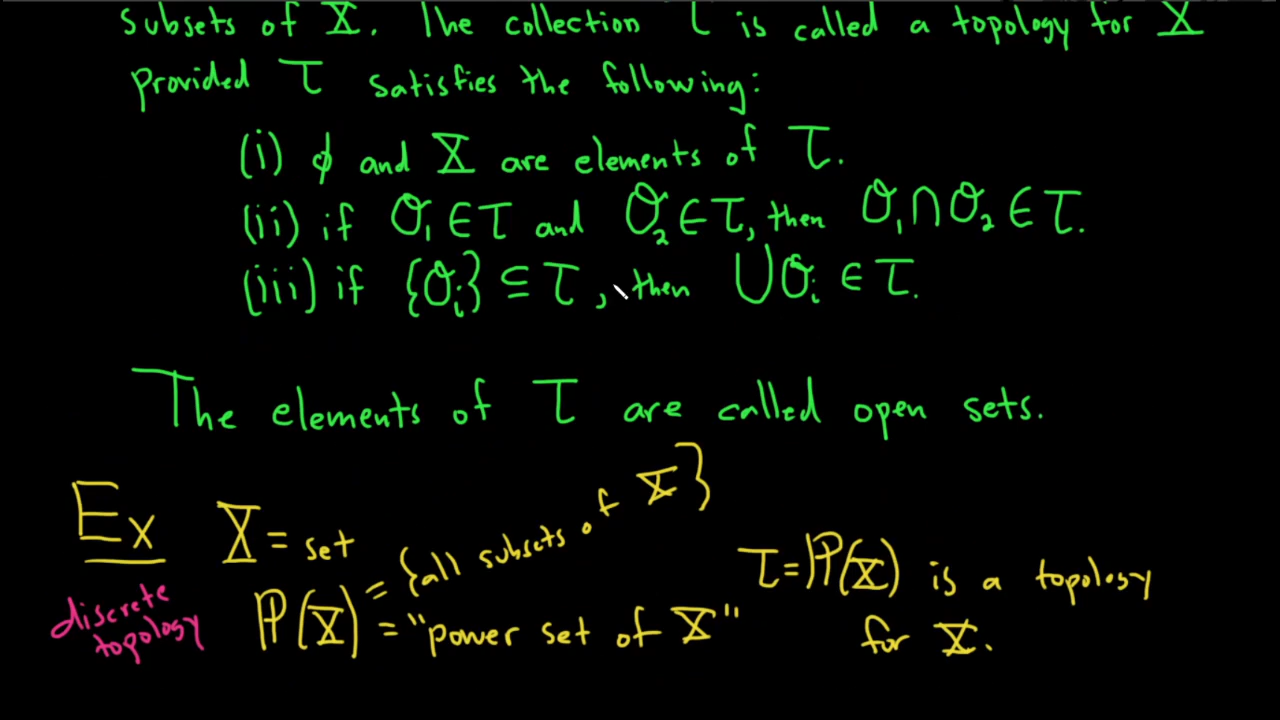 subsets of X. The collection τ is called a topology for X
provided τ satisfies the following:
(i) ϕ and X are elements of τ.
(ii) if O₁ ∈ τ and O₂ ∈ τ, then O₁ ∩ O₂ ∈ τ.
(iii) if {Oᵢ} ⊆ τ, then ⋃Oᵢ ∈ τ.
The elements of τ are called open sets.
Ex X = set
discrete topology
ℙ(X) = {all subsets of X}
= "power set of X"
τ = ℙ(X) is a topology
for X.